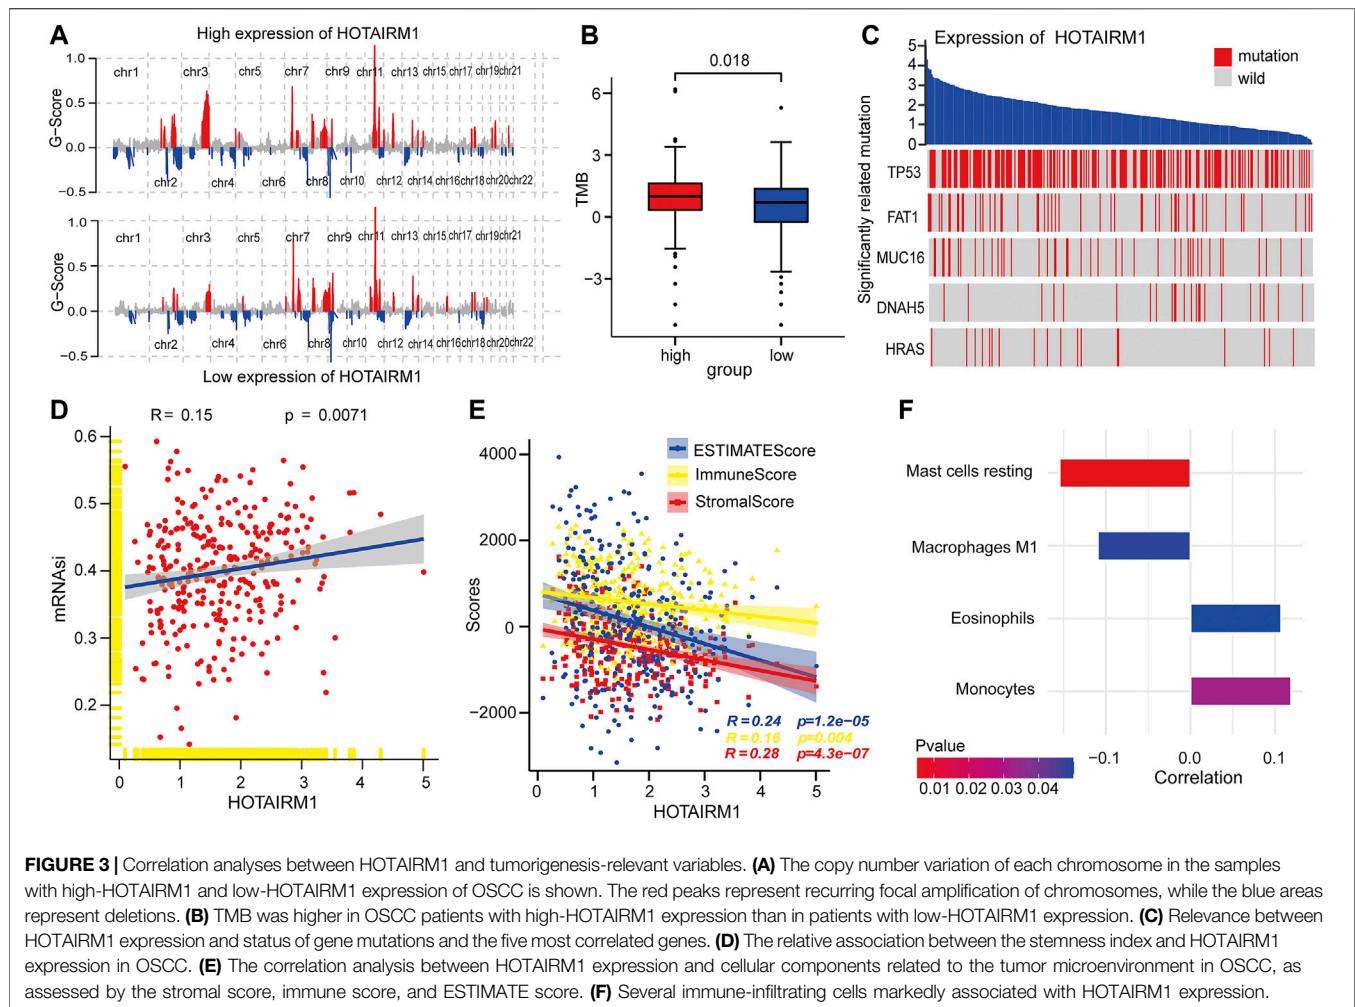 A
High expression of HOTAIRM1
G-Score
1.0
0.5
0.0
-0.5
chr1 chr3 chr5 chr7 chr9 chr11 chr13 chr15 chr17 chr19 chr21
chr2 chr4 chr6 chr8 chr10 chr12 chr14 chr16 chr18 chr20 chr22
G-Score
1.0
0.5
0.0
-0.5
chr1 chr3 chr5 chr7 chr9 chr11 chr13 chr15 chr17 chr19 chr21
chr2 chr4 chr6 chr8 chr10 chr12 chr14 chr16 chr18 chr20 chr22
Low expression of HOTAIRM1
B
0.018
TMB
6
3
0
−3
high low
group
C
Expression of HOTAIRM1
mutation
wild
5
4
3
2
1
0
Significantly related mutation
TP53
FAT1
MUC16
DNAH5
HRAS
D
R = 0.15 p = 0.0071
mRNAsi
0.6
0.5
0.4
0.3
0.2
0 1 2 3 4 5
HOTAIRM1
E
ESTIMATEScore
ImmuneScore
StromalScore
Scores
4000
2000
0
−2000
R = 0.24 p=1.2e−05
R = 0.16 p=0.004
R = 0.28 p=4.3e−07
0 1 2 3 4 5
HOTAIRM1
F
Mast cells resting
Macrophages M1
Eosinophils
Monocytes
Pvalue
0.01 0.02 0.03 0.04
−0.1 0.0 0.1
Correlation
FIGURE 3 | Correlation analyses between HOTAIRM1 and tumorigenesis-relevant variables. (A) The copy number variation of each chromosome in the samples
with high-HOTAIRM1 and low-HOTAIRM1 expression of OSCC is shown. The red peaks represent recurring focal amplification of chromosomes, while the blue areas
represent deletions. (B) TMB was higher in OSCC patients with high-HOTAIRM1 expression than in patients with low-HOTAIRM1 expression. (C) Relevance between
HOTAIRM1 expression and status of gene mutations and the five most correlated genes. (D) The relative association between the stemness index and HOTAIRM1
expression in OSCC. (E) The correlation analysis between HOTAIRM1 expression and cellular components related to the tumor microenvironment in OSCC, as
assessed by the stromal score, immune score, and ESTIMATE score. (F) Several immune-infiltrating cells markedly associated with HOTAIRM1 expression.